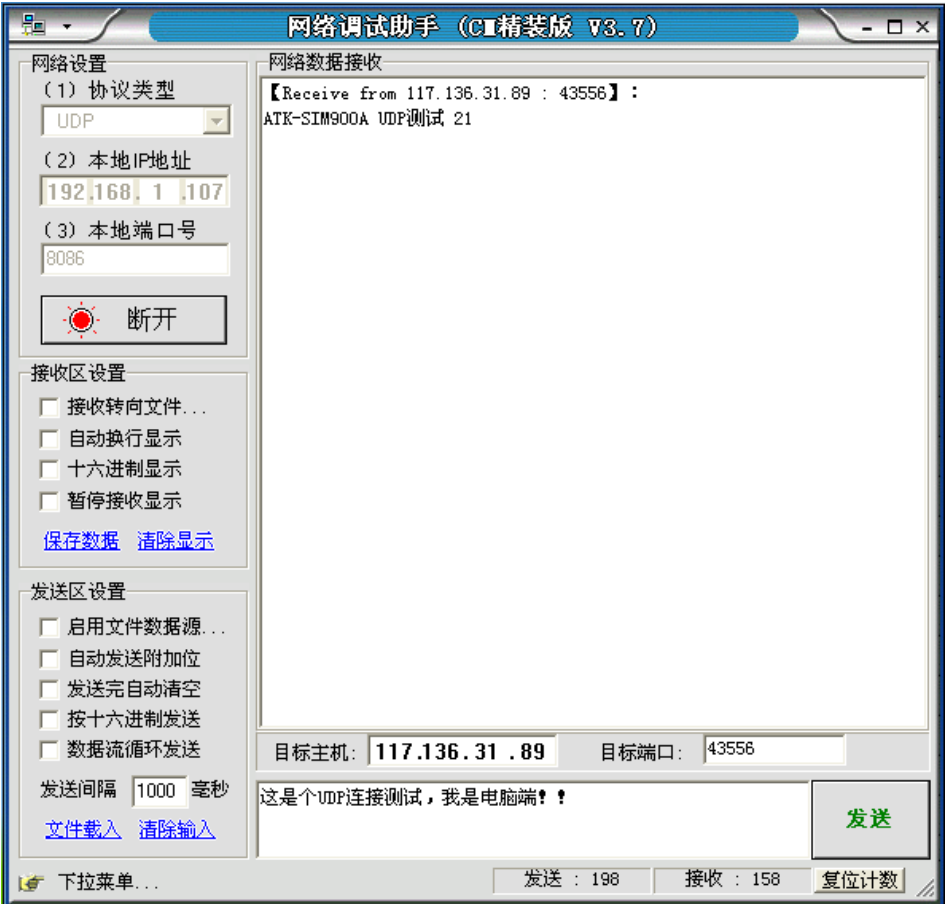 网络调试助手 (CⅢ精装版 V3.7)
网络设置
(1) 协议类型
UDP
(2) 本地IP地址
192.168. 1 .107
(3) 本地端口号
8086
断开
接收区设置
接收转向文件...
自动换行显示
十六进制显示
暂停接收显示
保存数据 清除显示
发送区设置
启用文件数据源...
自动发送附加位
发送完自动清空
按十六进制发送
数据流循环发送
发送间隔 1000 毫秒
文件载入 清除输入
网络数据接收
【Receive from 117.136.31.89 : 43556】:
ATK-SIM900A UDP测试 21
目标主机: 117.136.31 .89 目标端口: 43556
这是个UDP连接测试，我是电脑端！！
发送
下拉菜单... 发送 : 198 接收 : 158 复位计数